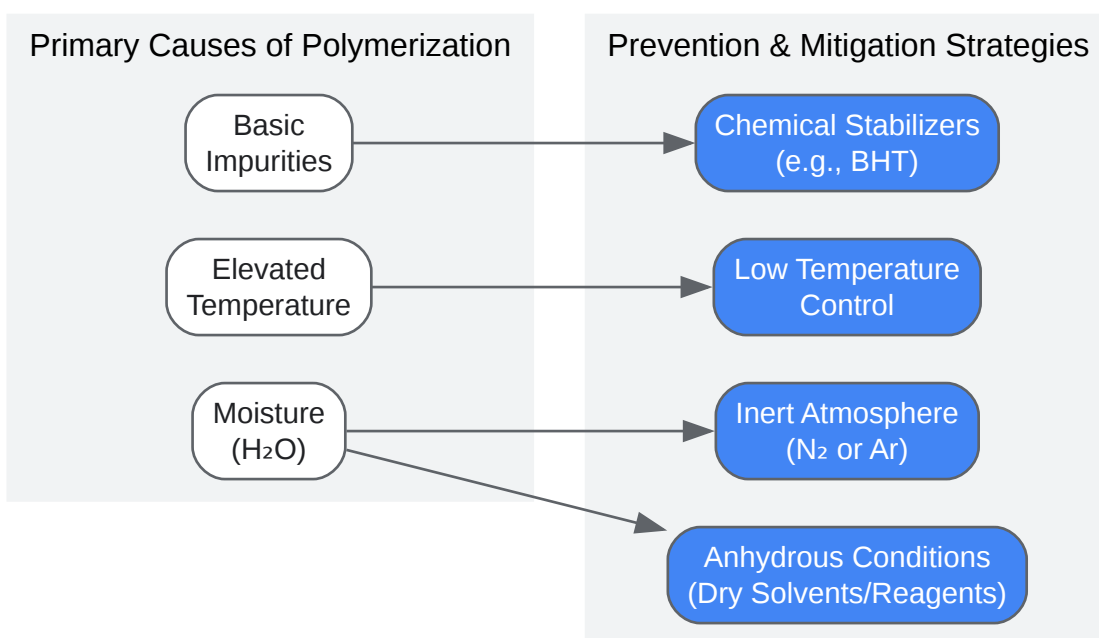 Primary Causes of Polymerization
Basic
Impurities
Elevated
Temperature
Moisture
(H₂O)
Prevention & Mitigation Strategies
Chemical Stabilizers
(e.g., BHT)
Low Temperature
Control
Inert Atmosphere
(N₂ or Ar)
Anhydrous Conditions
(Dry Solvents/Reagents)